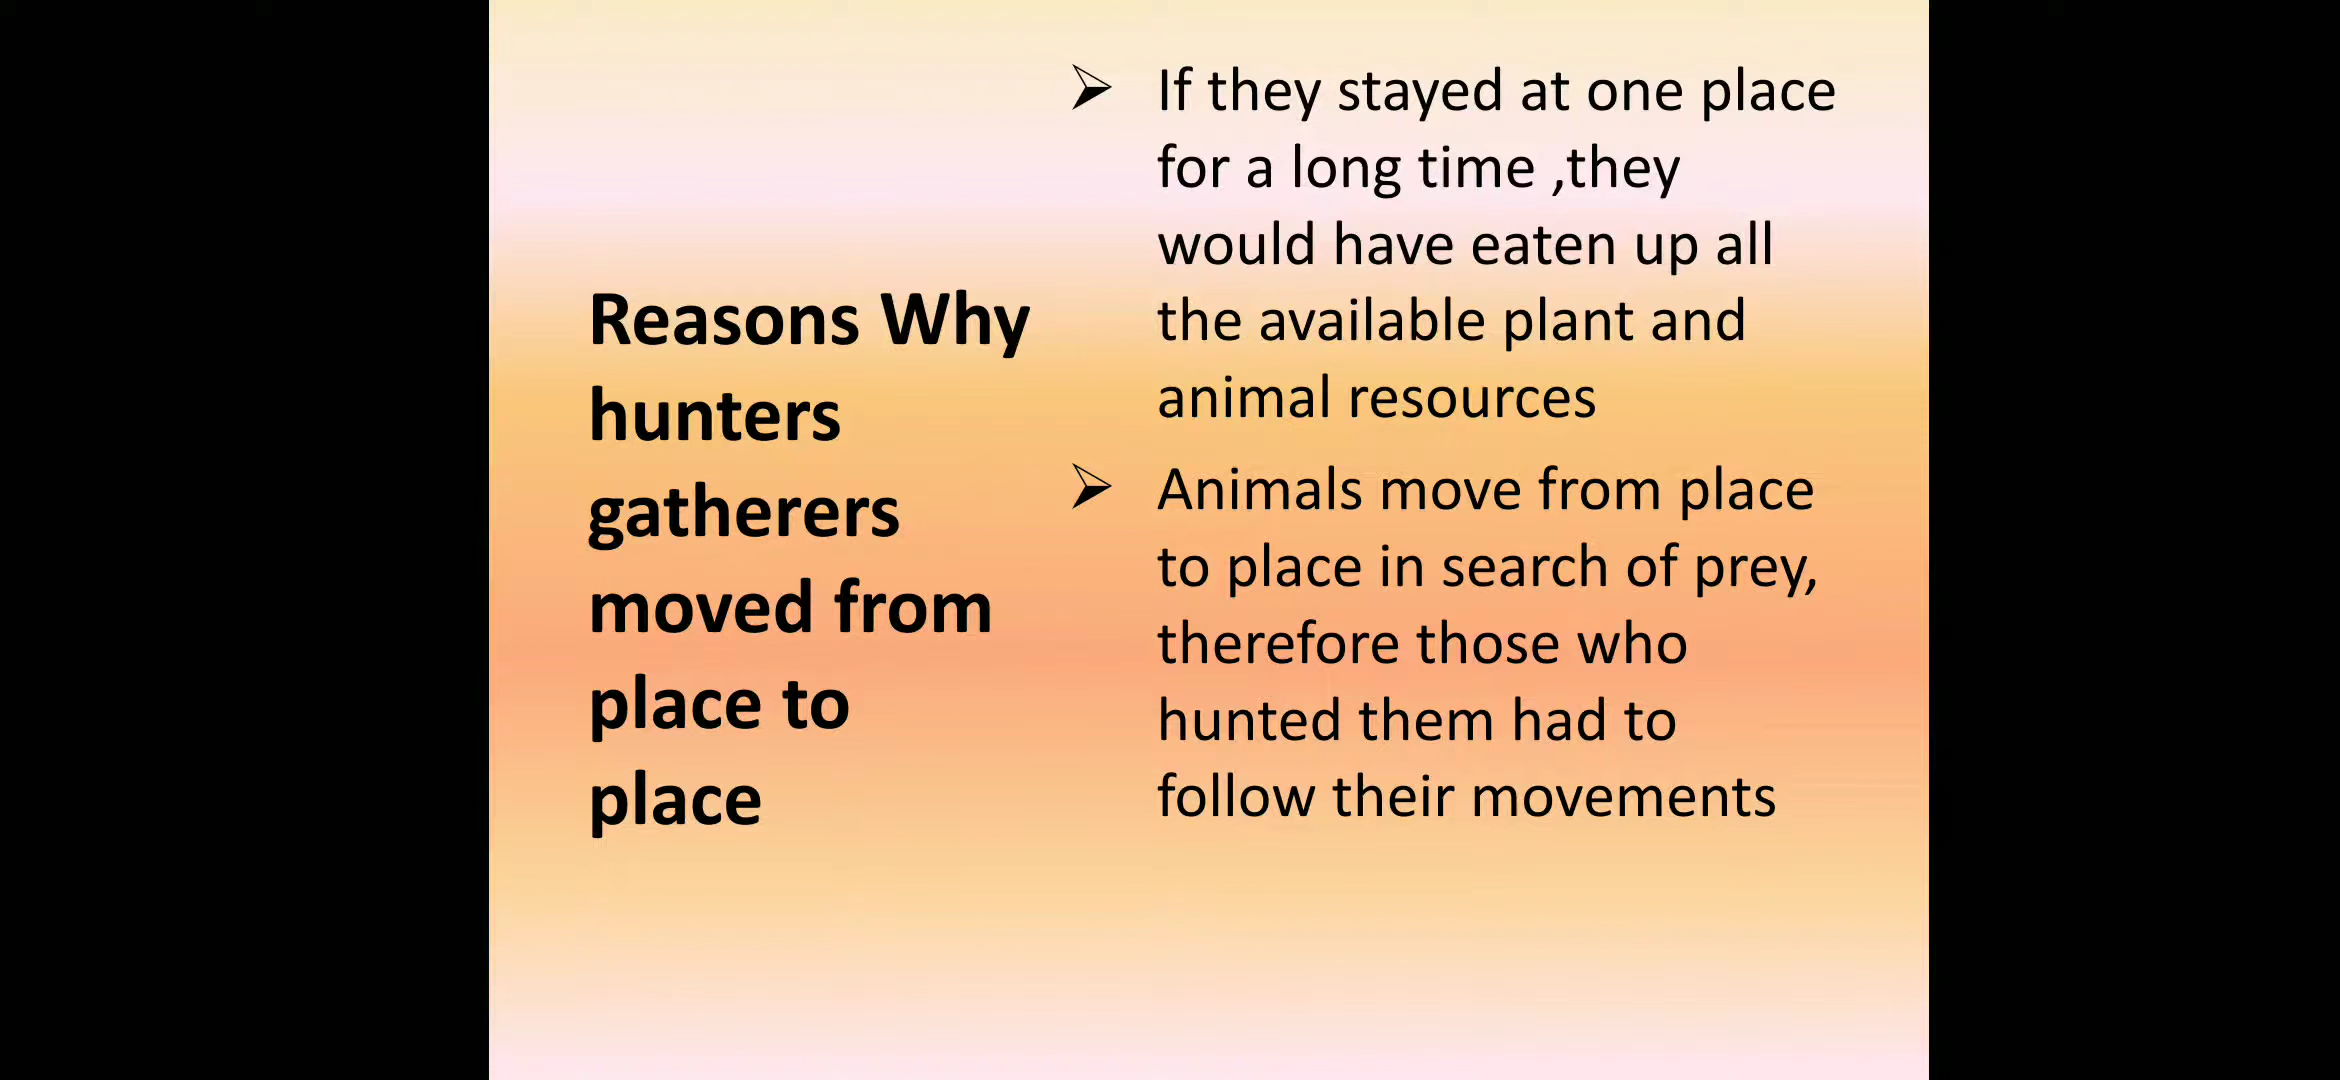 Reasons Why
hunters
gatherers
moved from
place to
place
➢ If they stayed at one place
for a long time ,they
would have eaten up all
the available plant and
animal resources
➢ Animals move from place
to place in search of prey,
therefore those who
hunted them had to
follow their movements